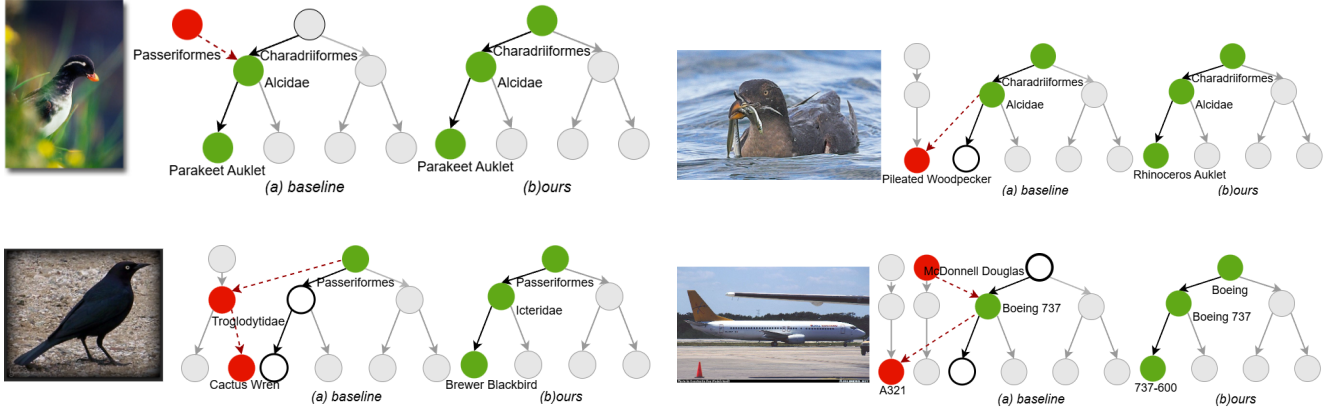 Passeriformes
Charadriiformes
Alcidae
Parakeet Auklet
(a) baseline
Charadriiformes
Alcidae
Parakeet Auklet
(b)ours
Charadriiformes
Alcidae
Pileated Woodpecker
(a) baseline
Charadriiformes
Alcidae
Rhinoceros Auklet
(b)ours
Passeriformes
Troglodytidae
Cactus Wren
(a) baseline
Passeriformes
Icteridae
Brewer Blackbird
(b)ours
McDonnell Douglas
Boeing 737
A321
(a) baseline
Boeing
Boeing 737
737-600
(b)ours